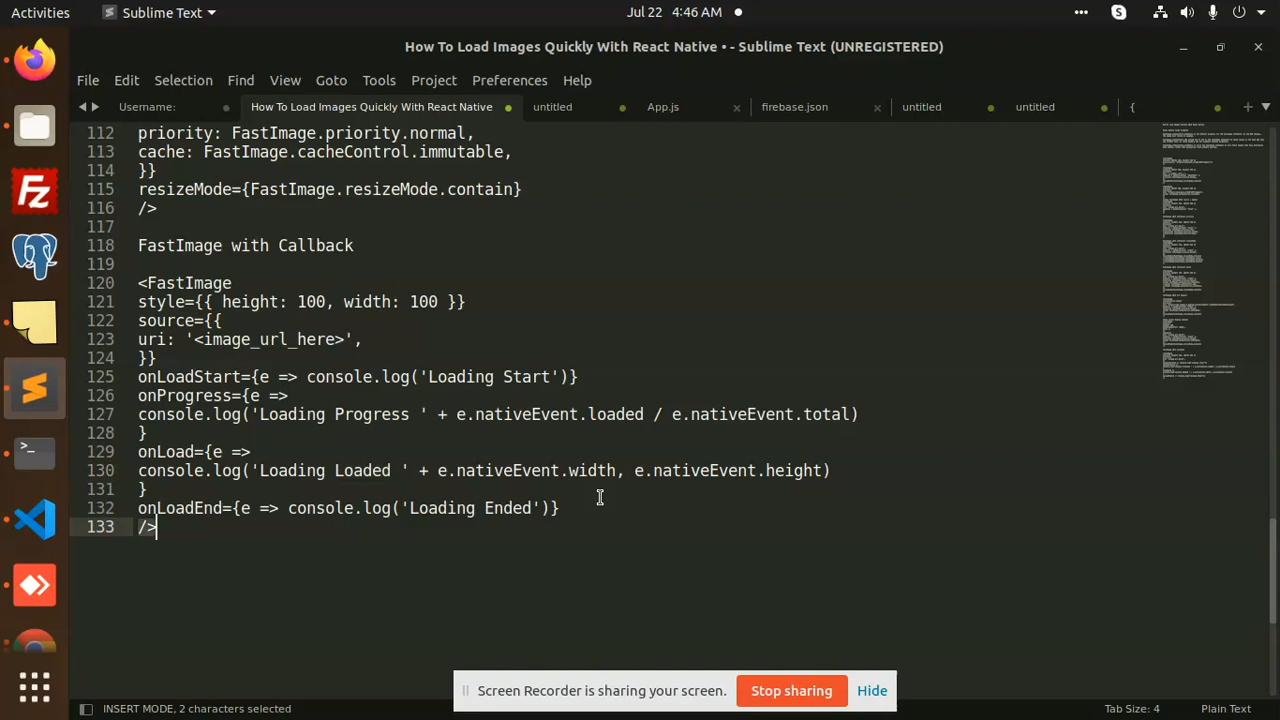 Activities
Sublime Text
Jul 22 4:46 AM
How To Load Images Quickly With React Native • - Sublime Text (UNREGISTERED)
File Edit Selection Find View Goto Tools Project Preferences Help
Username: How To Load Images Quickly With React Native untitled App.js firebase.json untitled untitled {
112 priority: FastImage.priority.normal,
113 cache: FastImage.cacheControl.immutable,
114 }}
115 resizeMode={FastImage.resizeMode.contain}
116 />
117
118 FastImage with Callback
119
120 <FastImage
121 style={{ height: 100, width: 100 }}
122 source={{
123 uri: '<image_url_here>',
124 }}
125 onLoadStart={e => console.log('Loading Start')}
126 onProgress={e =>
127 console.log('Loading Progress ' + e.nativeEvent.loaded / e.nativeEvent.total)
128 }
129 onLoad={e =>
130 console.log('Loading Loaded ' + e.nativeEvent.width, e.nativeEvent.height)
131 }
132 onLoadEnd={e => console.log('Loading Ended')}
133 />
Screen Recorder is sharing your screen. Stop sharing Hide
INSERT MODE, 2 characters selected Tab Size: 4 Plain Text